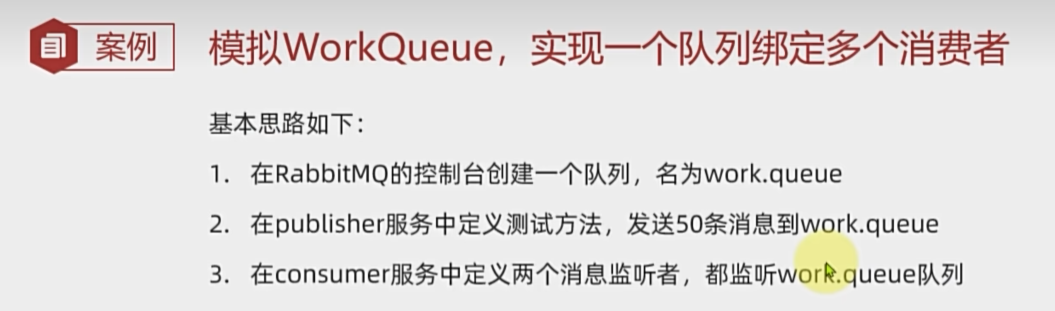 案例 模拟WorkQueue，实现一个队列绑定多个消费者
基本思路如下：
1. 在RabbitMQ的控制台创建一个队列，名为work.queue
2. 在publisher服务中定义测试方法，发送50条消息到work.queue
3. 在consumer服务中定义两个消息监听者，都监听work.queue队列